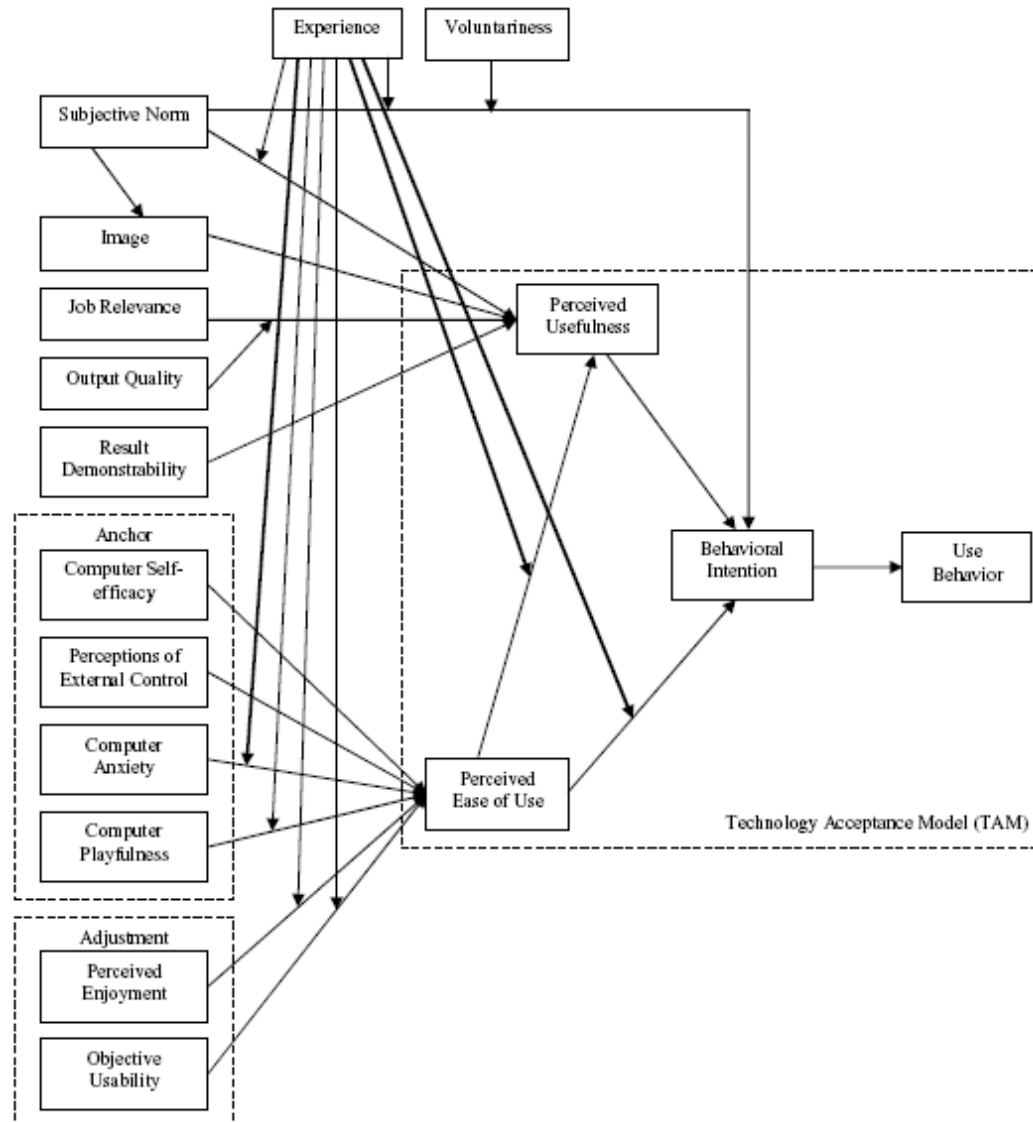 Experience
Voluntariness
Subjective Norm
Image
Job Relevance
Output Quality
Result
Demonstrability
Perceived
Usefulness
Anchor
Computer Self-
efficacy
Perceptions of
External Control
Computer
Anxiety
Computer
Playfulness
Behavioral
Intention
Use
Behavior
Perceived
Ease of Use
Technology Acceptance Model (TAM)
Adjustment
Perceived
Enjoyment
Objective
Usability